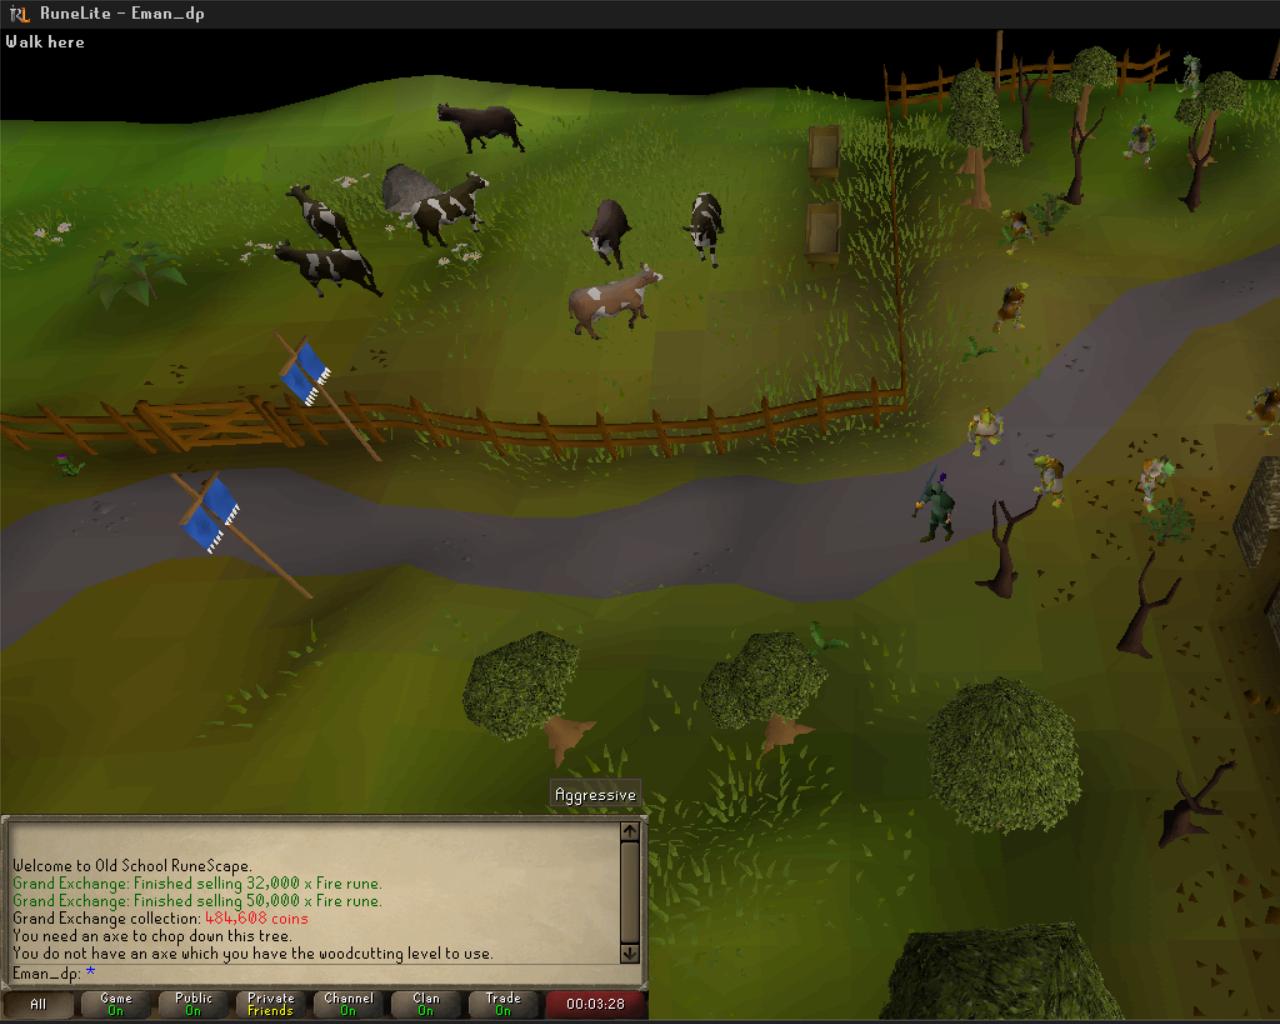 RuneLite - Eman_dp
Walk here
Aggressive
Welcome to Old School RuneScape.
Grand Exchange: Finished selling 32,000 x Fire rune.
Grand Exchange: Finished selling 50,000 x Fire rune.
Grand Exchange collection: 484,608 coins
You need an axe to chop down this tree.
You do not have an axe which you have the woodcutting level to use.
Eman_dp: *
All
Game
On
Public
On
Private
Friends
Channel
On
Clan
On
Trade
On
00:03:28